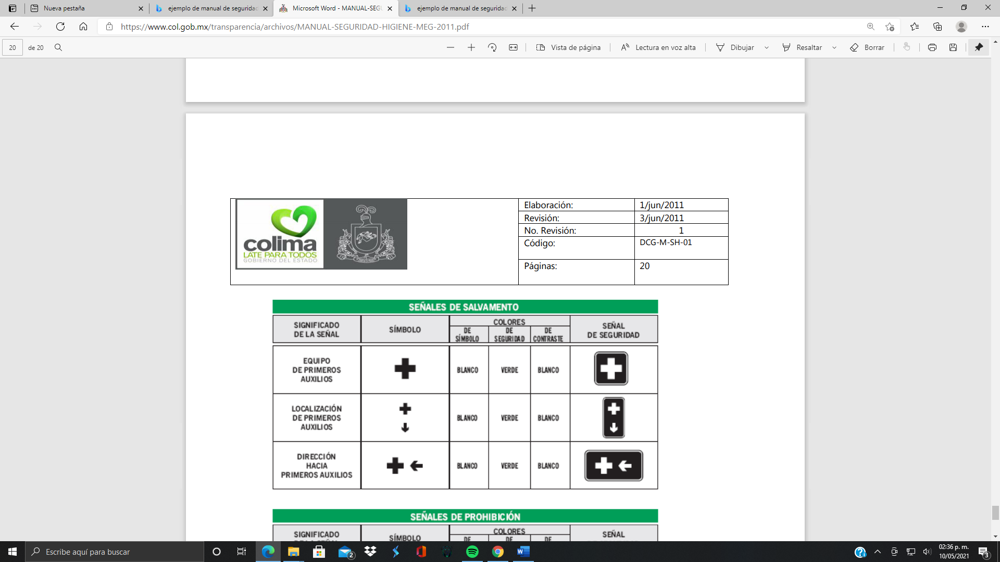 Nueva pestaña
ejemplo de manual de seguridad
Microsoft Word - MANUAL-SEGU
ejemplo de manual de seguridad
https://www.col.gob.mx/transparencia/archivos/MANUAL-SEGURIDAD-HIGIENE-MEG-2011.pdf
20 de 20
Vista de página
Lectura en voz alta
Dibujar
Resaltar
Borrar
colima
LATE PARA TODOS
GOBIERNO DEL ESTADO
Elaboración: 1/jun/2011
Revisión: 3/jun/2011
No. Revisión: 1
Código: DCG-M-SH-01
Páginas: 20
SEÑALES DE SALVAMENTO
SIGNIFICADO
DE LA SEÑAL
SÍMBOLO
COLORES
DE
SÍMBOLO
DE
SEGURIDAD
DE
CONTRASTE
SEÑAL
DE SEGURIDAD
EQUIPO
DE PRIMEROS
AUXILIOS
BLANCO VERDE BLANCO
LOCALIZACIÓN
DE PRIMEROS
AUXILIOS
BLANCO VERDE BLANCO
DIRECCIÓN
HACIA
PRIMEROS AUXILIOS
BLANCO VERDE BLANCO
SEÑALES DE PROHIBICIÓN
SIGNIFICADO
SÍMBOLO
COLORES
DE DE DE
SEÑAL
Escribe aquí para buscar
2
02:36 p. m.
10/05/2021
3